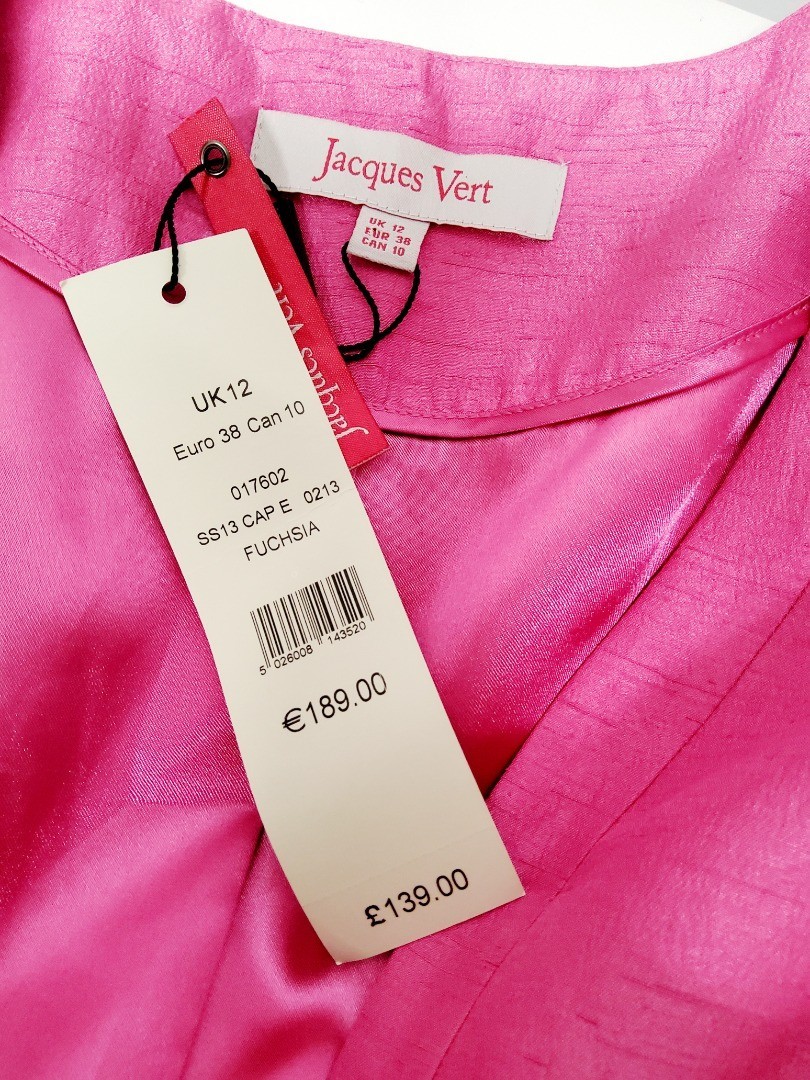 Jacques Vert
UK 12
EUR 38
CAN 10
Jacques Vert
UK12
Euro 38 Can 10
017602
SS13 CAP E 0213
FUCHSIA
5 026008 143520
€189.00
£139.00